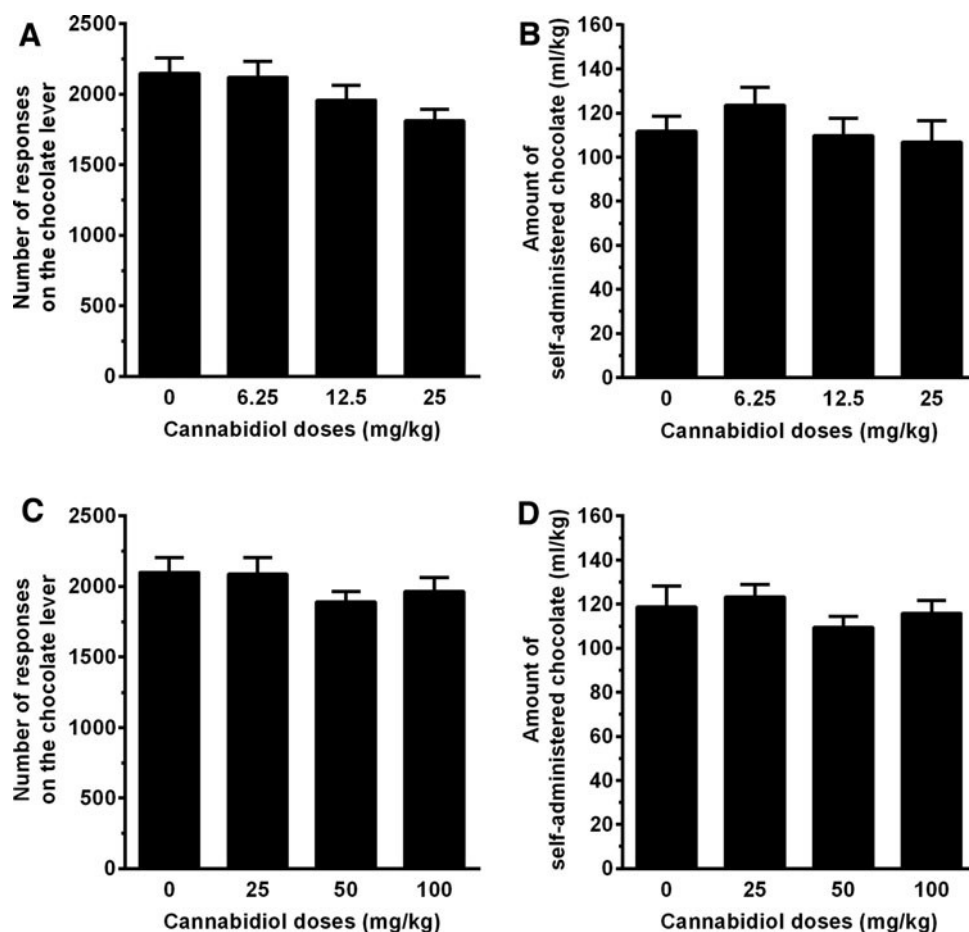 A
Number of responses
on the chocolate lever
2500
2000
1500
1000
500
0
0 6.25 12.5 25
Cannabidiol doses (mg/kg)
B
Amount of
self-administered chocolate (ml/kg)
160
140
120
100
80
60
40
20
0
0 6.25 12.5 25
Cannabidiol doses (mg/kg)
C
Number of responses
on the chocolate lever
2500
2000
1500
1000
500
0
0 25 50 100
Cannabidiol doses (mg/kg)
D
Amount of
self-administered chocolate (ml/kg)
160
140
120
100
80
60
40
20
0
0 25 50 100
Cannabidiol doses (mg/kg)